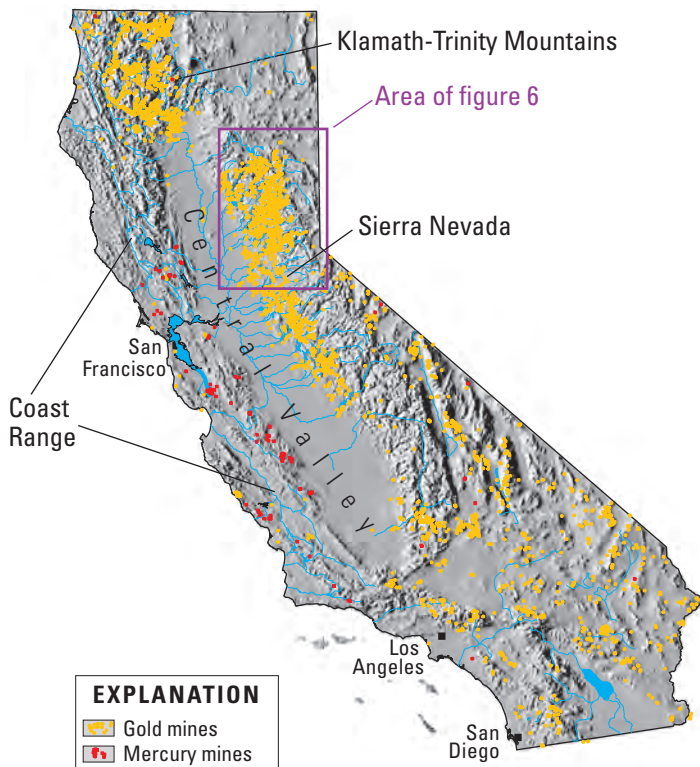 Klamath-Trinity Mountains
Area of figure 6
Sierra Nevada
Central Valley
San
Francisco
Coast
Range
Los
Angeles
San
Diego
EXPLANATION
Gold mines
Mercury mines